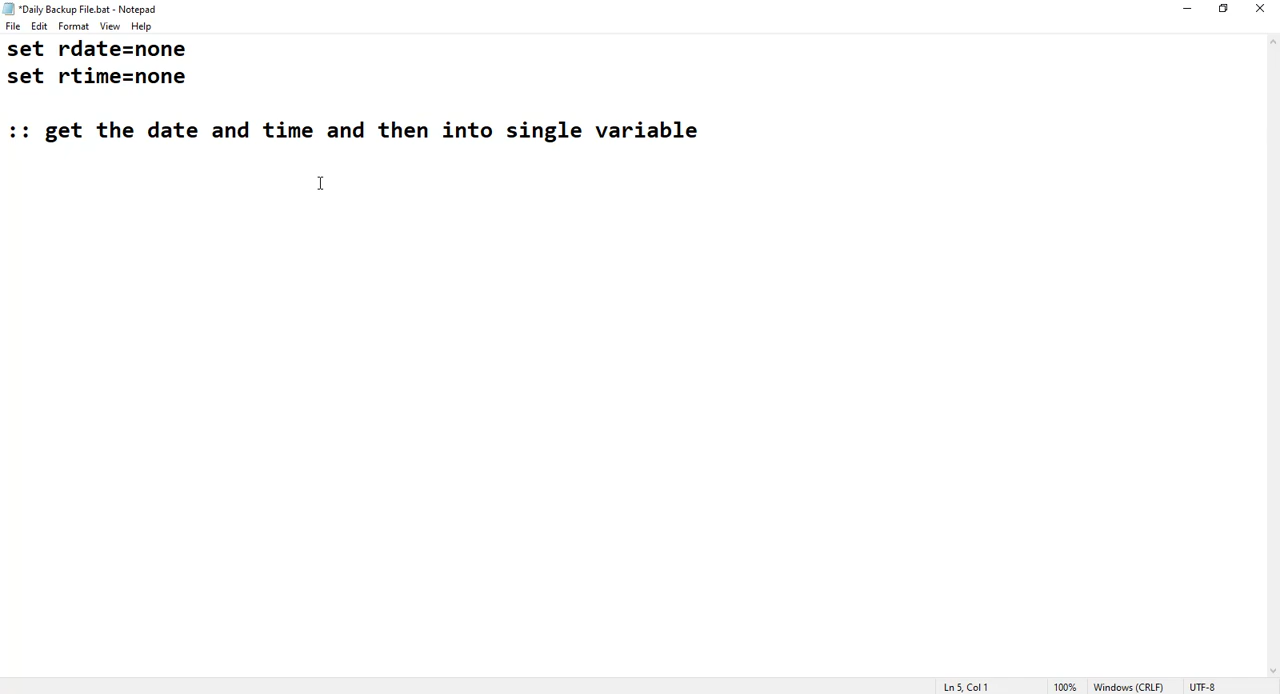 *Daily Backup File.bat - Notepad
File Edit Format View Help
set rdate=none
set rtime=none
:: get the date and time and then into single variable
Ln 5, Col 1 100% Windows (CRLF) UTF-8